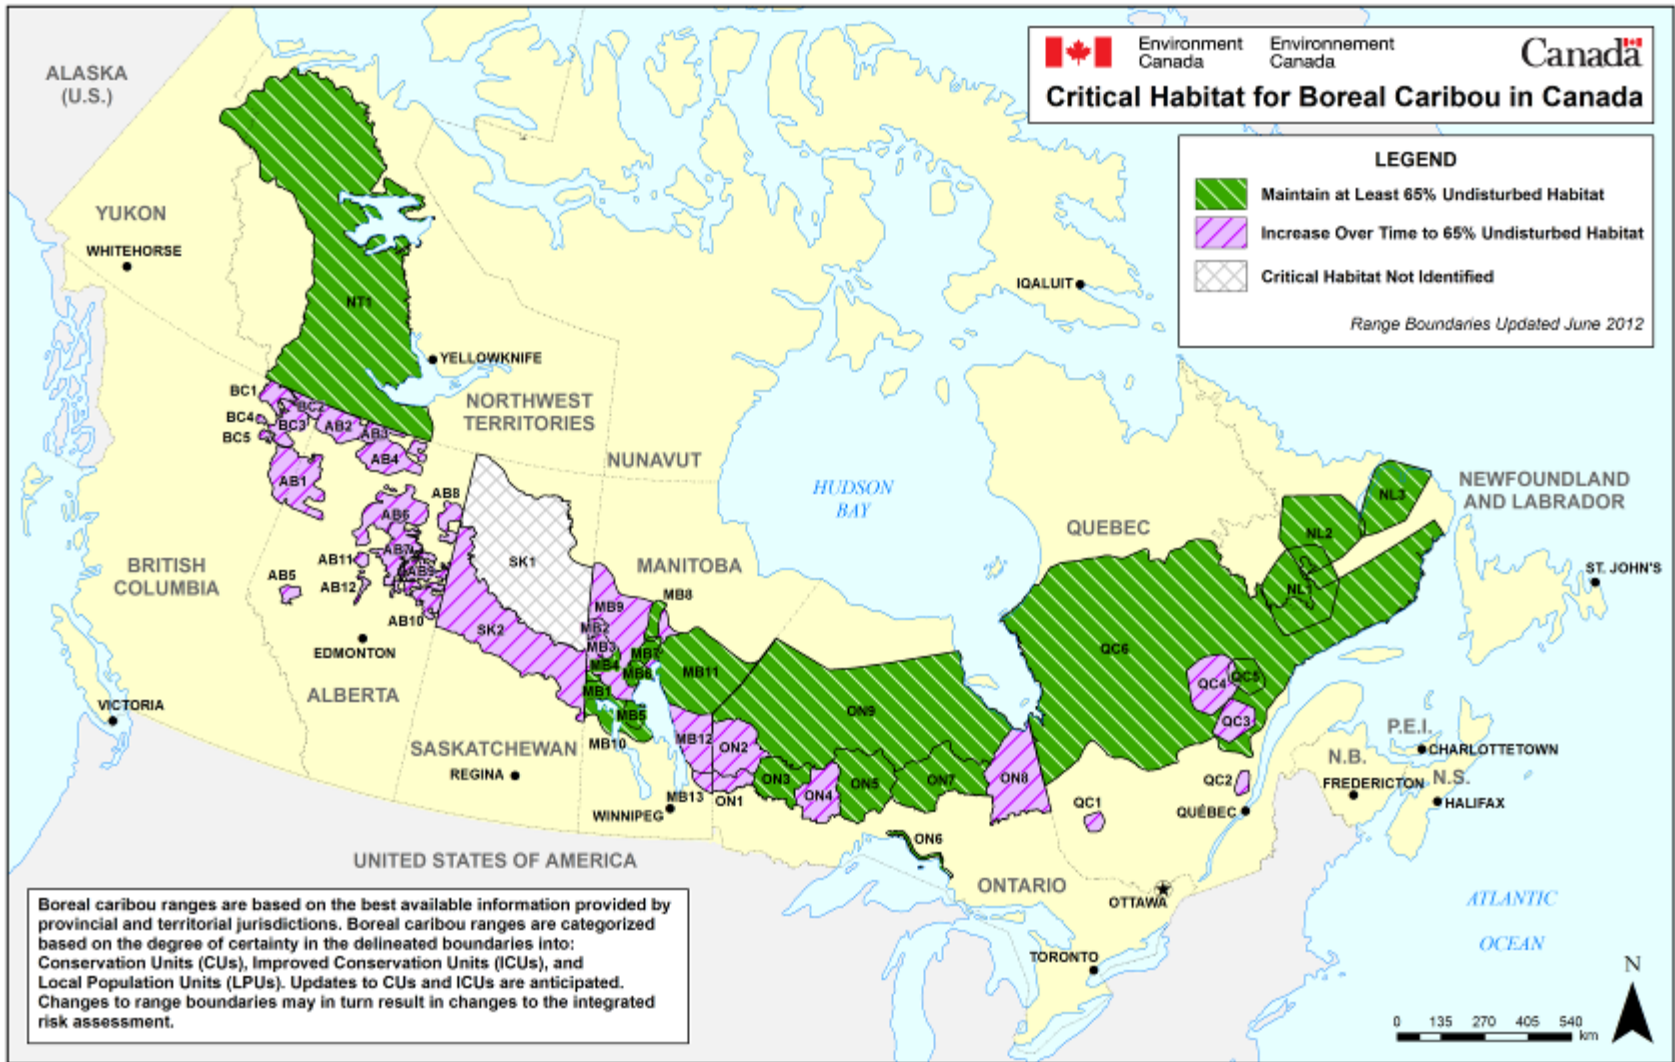 Environment
Canada
Environnement
Canada
Canada
Critical Habitat for Boreal Caribou in Canada
LEGEND
Maintain at Least 65% Undisturbed Habitat
Increase Over Time to 65% Undisturbed Habitat
Critical Habitat Not Identified
Range Boundaries Updated June 2012
ALASKA
(U.S.)
YUKON
WHITEHORSE
IQALUIT
NT1
YELLOWKNIFE
NORTHWEST
TERRITORIES
NUNAVUT
BC1
BC2
BC4
BC3
BC5
AB2
AB3
AB4
AB1
AB8
AB6
AB7
AB9
AB11
AB12
AB5
AB10
BRITISH
COLUMBIA
EDMONTON
ALBERTA
VICTORIA
SK1
SK2
SASKATCHEWAN
REGINA
MANITOBA
HUDSON
BAY
MB8
MB9
MB2
MB3
MB4
MB7
MB6
MB1
MB5
MB10
MB11
MB12
MB13
WINNIPEG
ON2
ON1
ON3
ON4
ON5
ON9
ON7
ON8
ON6
ONTARIO
OTTAWA
TORONTO
QUEBEC
QC6
QC4
QC5
QC3
QC2
QC1
QUÉBEC
NL3
NL2
NL1
NEWFOUNDLAND
AND LABRADOR
ST. JOHN'S
P.E.I.
CHARLOTTETOWN
N.B.
FREDERICTON
N.S.
HALIFAX
UNITED STATES OF AMERICA
ATLANTIC
OCEAN
Boreal caribou ranges are based on the best available information provided by
provincial and territorial jurisdictions. Boreal caribou ranges are categorized
based on the degree of certainty in the delineated boundaries into:
Conservation Units (CUs), Improved Conservation Units (ICUs), and
Local Population Units (LPUs). Updates to CUs and ICUs are anticipated.
Changes to range boundaries may in turn result in changes to the integrated
risk assessment.
N
0 135 270 405 540
km